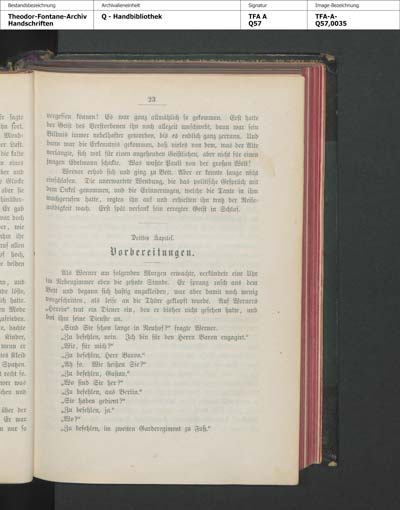 Bestandsbezeichnung
Theodor-Fontane-Archiv
Handschriften
Archivalieneinheit
Q - Handbibliothek
Signatur
TFA A
Q57
Image-Bezeichnung
TFA-A-
Q57,0035
23
vergessen können! Es war ganz allmählich so gekommen. Erst hatte
der Geist des Verstorbenen ihn noch allezeit umschwebt, dann war sein
Bildnis immer nebelhafter geworden, bis es endlich ganz zerrann. Und
dann war die Erkenntnis gekommen, daß vieles von dem, was der Alte
verlangte, sich wol für einen angehenden Geistlichen, aber nicht für einen
jungen Edelmann schickte. Was wußte Pauli von der großen Welt!
Werner erhob sich und ging zu Bett. Aber er konnte lange nicht
einschlafen. Die unerwartete Wendung, die das politische Gespräch mit
dem Onkel genommen, und die Erinnerungen, welche die Tante in ihm
wachgerufen hatte, regten ihn auf und erhielten ihn trotz der Reise-
müdigkeit wach. Erst spät versank sein erregter Geist in Schlaf.
Drittes Kapitel.
Vorbereitungen.
Als Werner am folgenden Morgen erwachte, verkündete eine Uhr
im Nebenzimmer eben die zehnte Stunde. Er sprang rasch aus dem
Bett und begann sich hastig anzukleiden, war aber damit noch wenig
vorgeschritten, als leise an die Thüre geklopft wurde. Auf Werners
„Herein“ trat ein Diener ein, den er bisher nicht gesehen hatte, und
bot ihm seine Dienste an.
„Sind Sie schon lange in Neuhof?“ fragte Werner.
„Zu befehlen, nein. Ich bin für den Herrn Baron engagirt.“
„Wie, für mich?“
„Zu befehlen, Herr Baron.“
„Ah so. Wie heißen Sie?“
„Zu befehlen, Gustav.“
„Wo sind Sie her?“
„Zu befehlen, aus Berlin.“
„Sie haben gedient?“
„Zu befehlen, ja.“
„Wo?“
„Zu befehlen, im zweiten Garderegiment zu Fuß.“